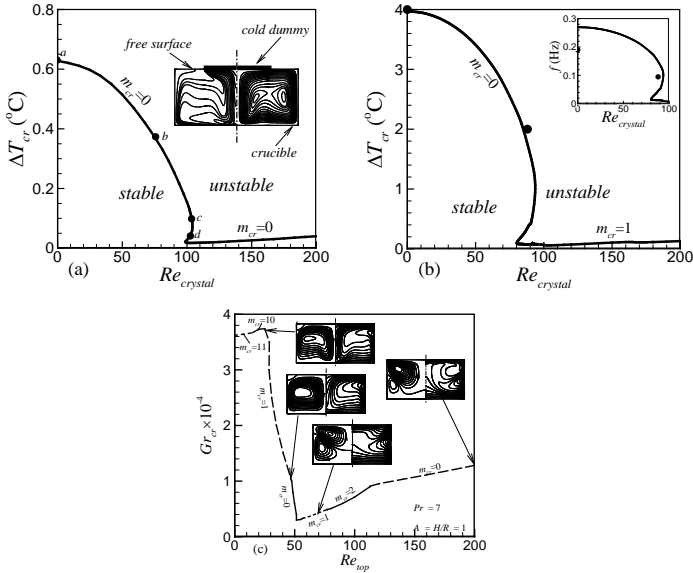 0.8
0.6
0.4
0.2
0
0
50
100
150
200
ΔT_cr (°C)
Re_crystal
(a)
a
b
c
d
m_cr=0
m_cr=0
stable
unstable
free surface
cold dummy
crucible
4
3
2
1
0
0
50
100
150
200
ΔT_cr (°C)
Re_crystal
(b)
m_cr=0
m_cr=1
stable
unstable
0.3
0.2
0.1
0
0
50
100
f (Hz)
Re_crystal
4
3
2
1
0
0
50
100
150
200
Gr_cr×10^-4
Re_top
(c)
m_cr=10
m_cr=11
m_cr=1
m_cr=0
m_cr=1
m_cr=2
m_cr=0
Pr = 7
A = H/R = 1